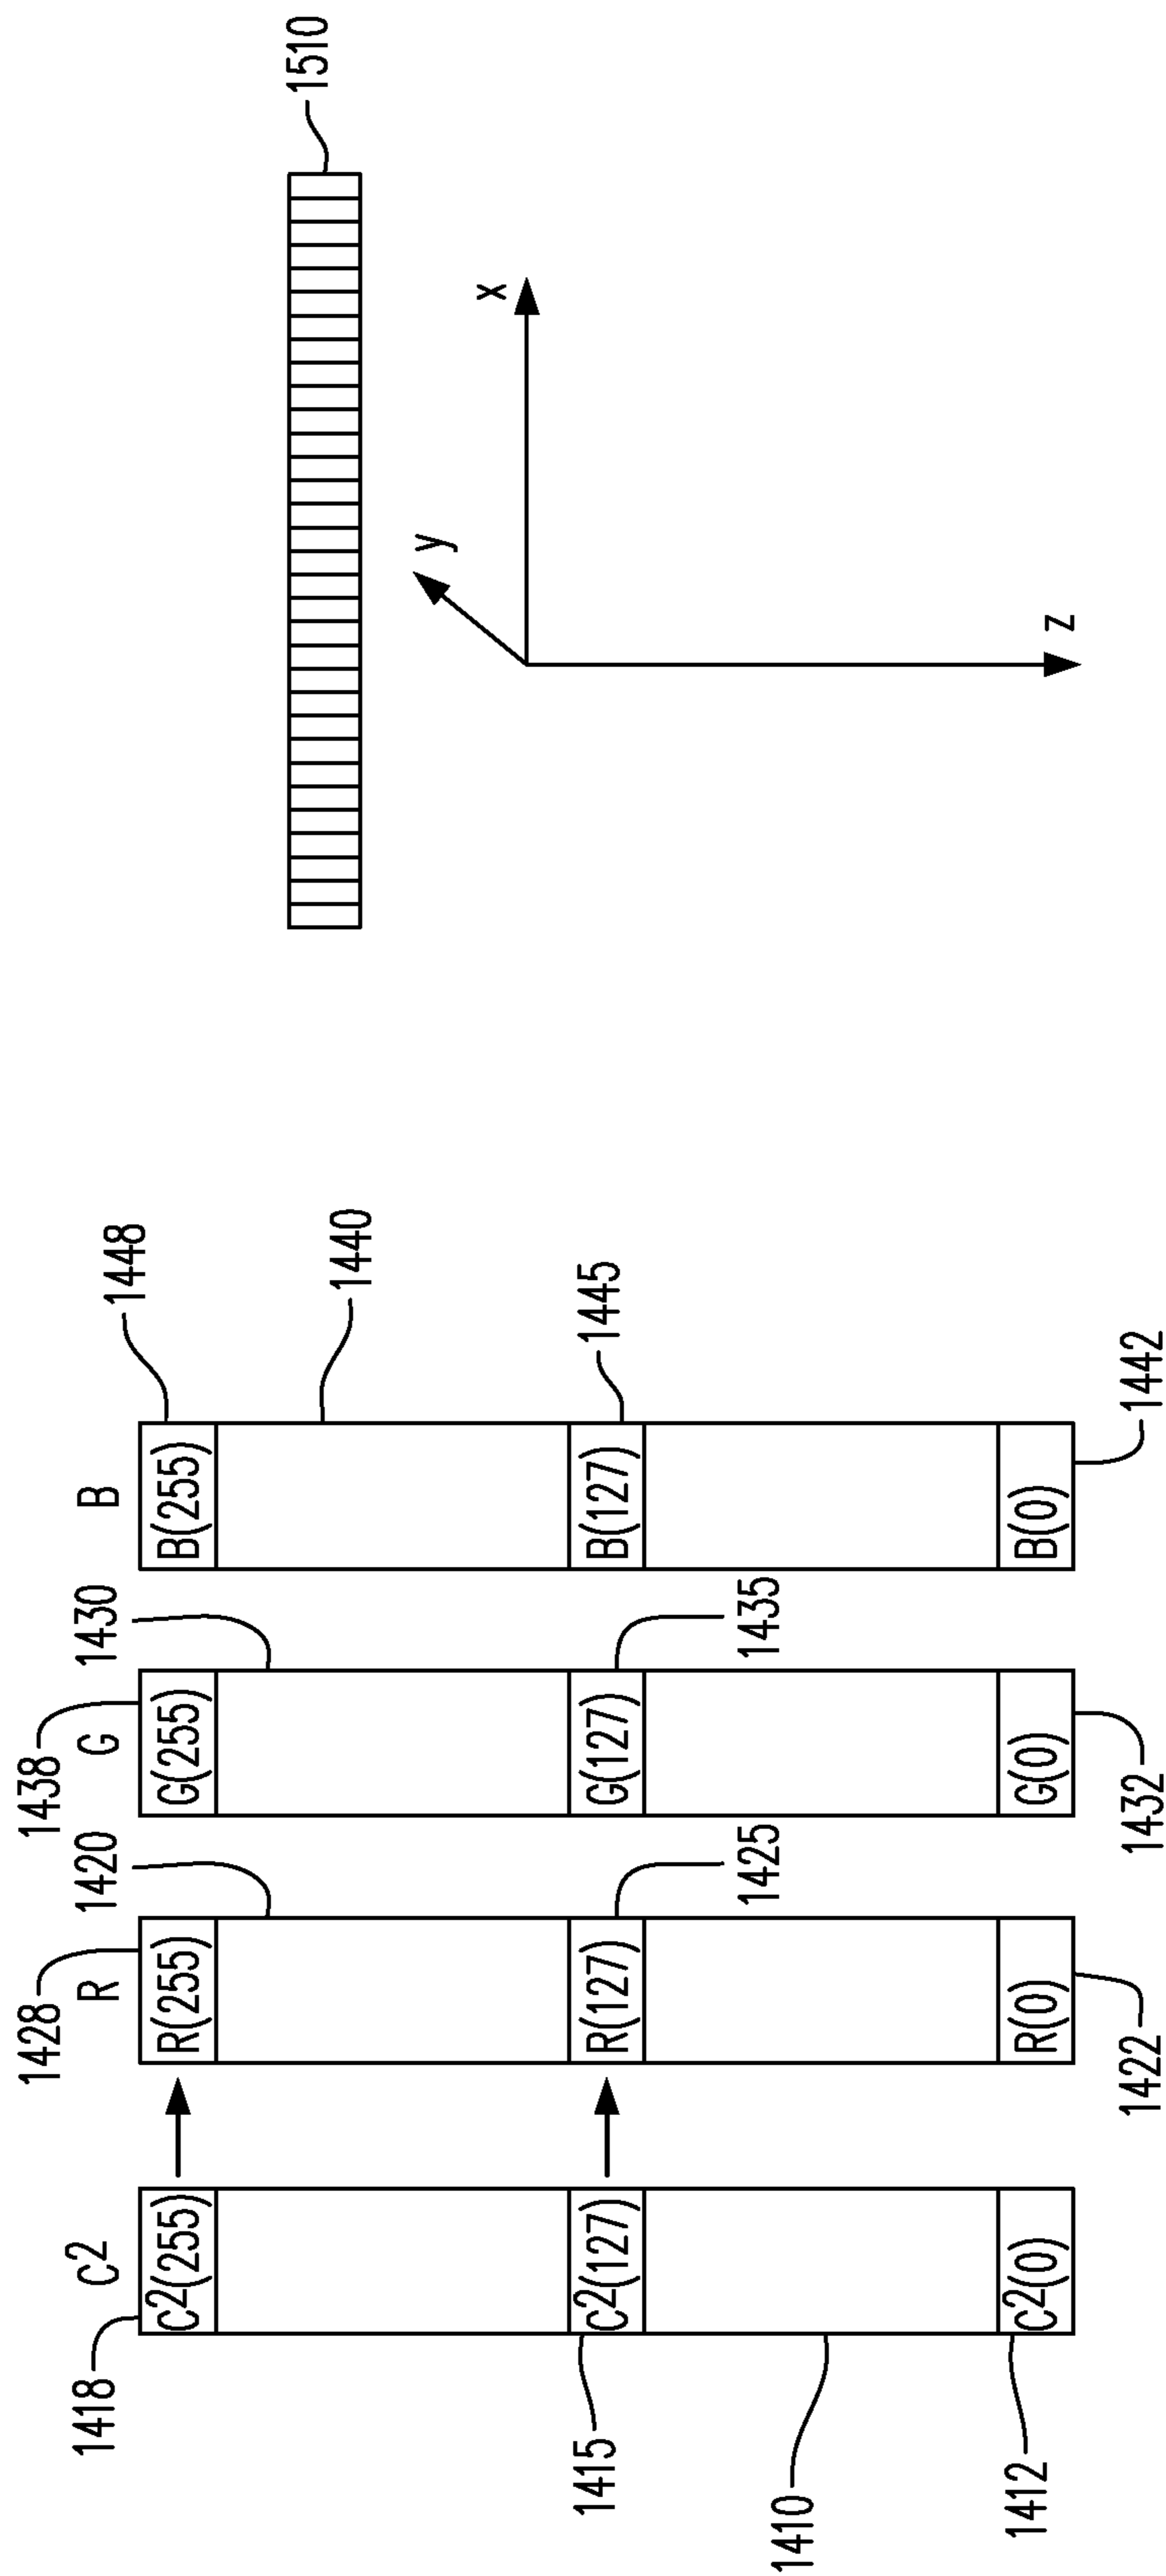 1418
C²
C²(255)
1415
C²(127)
1410
1412
C²(0)
1428
R
1420
R(255)
R(127)
1425
R(0)
1422
1438
G
1430
G(255)
G(127)
1435
G(0)
1432
B
1448
B(255)
1440
B(127)
1445
B(0)
1442
1510
x
y
z